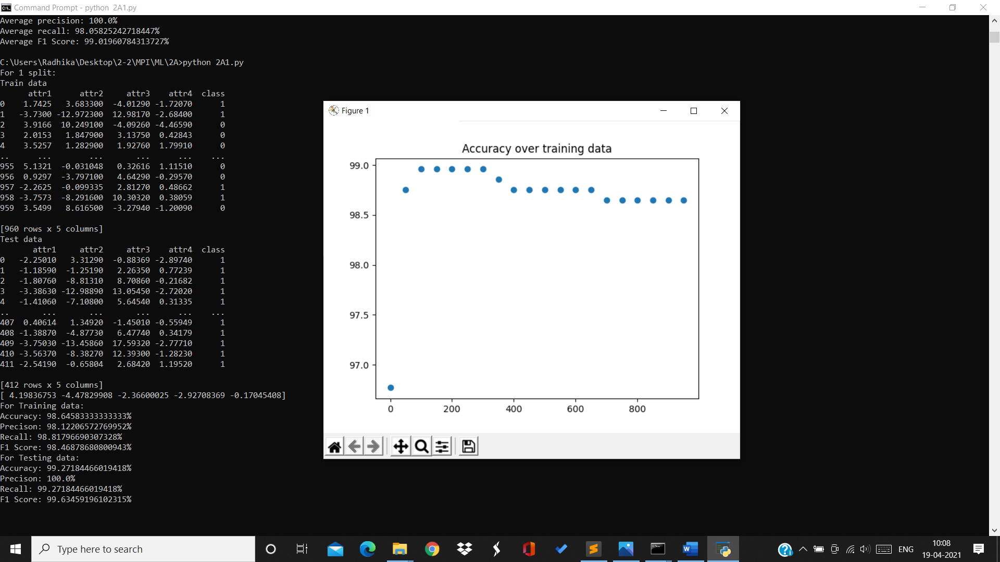 Command Prompt - python  2A1.py
Average precision: 100.0%
Average recall: 98.05825242718447%
Average F1 Score: 99.01960784313727%
C:\Users\Radhika\Desktop\2-2\MPI\ML\2A>python 2A1.py
For 1 split:
Train data
attr1 attr2 attr3 attr4 class
0 1.7425 3.683300 -4.01290 -1.72070 1
1 -3.7300 -12.972300 12.98170 -2.68400 1
2 3.9166 10.249100 -4.09260 -4.46590 0
3 2.0153 1.847900 3.13750 0.42843 0
4 3.5257 1.282900 1.92760 1.79910 0
.. ... ... ... ... ...
955 5.1321 -0.031048 0.32616 1.11510 0
956 0.9297 -3.797100 4.64290 -0.29570 0
957 -2.2625 -0.099335 2.81270 0.48662 1
958 -3.7573 -8.291600 10.30320 0.38059 1
959 3.5499 8.616500 -3.27940 -1.20090 0
[960 rows x 5 columns]
Test data
attr1 attr2 attr3 attr4 class
0 -2.25010 3.31290 -0.88369 -2.89740 1
1 -1.18590 -1.25190 2.26350 0.77239 1
2 -1.80760 -8.81310 8.70860 -0.21682 1
3 -3.38630 -12.98890 13.05450 -2.72020 1
4 -1.41060 -7.10800 5.64540 0.31335 1
.. ... ... ... ... ...
407 0.40614 1.34920 -1.45010 -0.55949 1
408 -1.38870 -4.87730 6.47740 0.34179 1
409 -3.75030 -13.45860 17.59320 -2.77710 1
410 -3.56370 -8.38270 12.39300 -1.28230 1
411 -2.54190 -0.65804 2.68420 1.19520 1
[412 rows x 5 columns]
[ 4.19836753 -4.47829908 -2.36600025 -2.92708369 -0.17045408]
For Training data:
Accuracy: 98.64583333333333%
Precison: 98.12206572769952%
Recall: 98.81796690307328%
F1 Score: 98.46878680800943%
For Testing data:
Accuracy: 99.27184466019418%
Precison: 100.0%
Recall: 99.27184466019418%
F1 Score: 99.63459196102315%
Figure 1
Accuracy over training data
99.0
98.5
98.0
97.5
97.0
0 200 400 600 800
Type here to search
ENG
10:08
19-04-2021